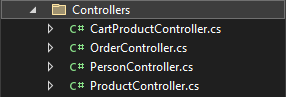 Controllers
C# CartProductController.cs
C# OrderController.cs
C# PersonController.cs
C# ProductController.cs